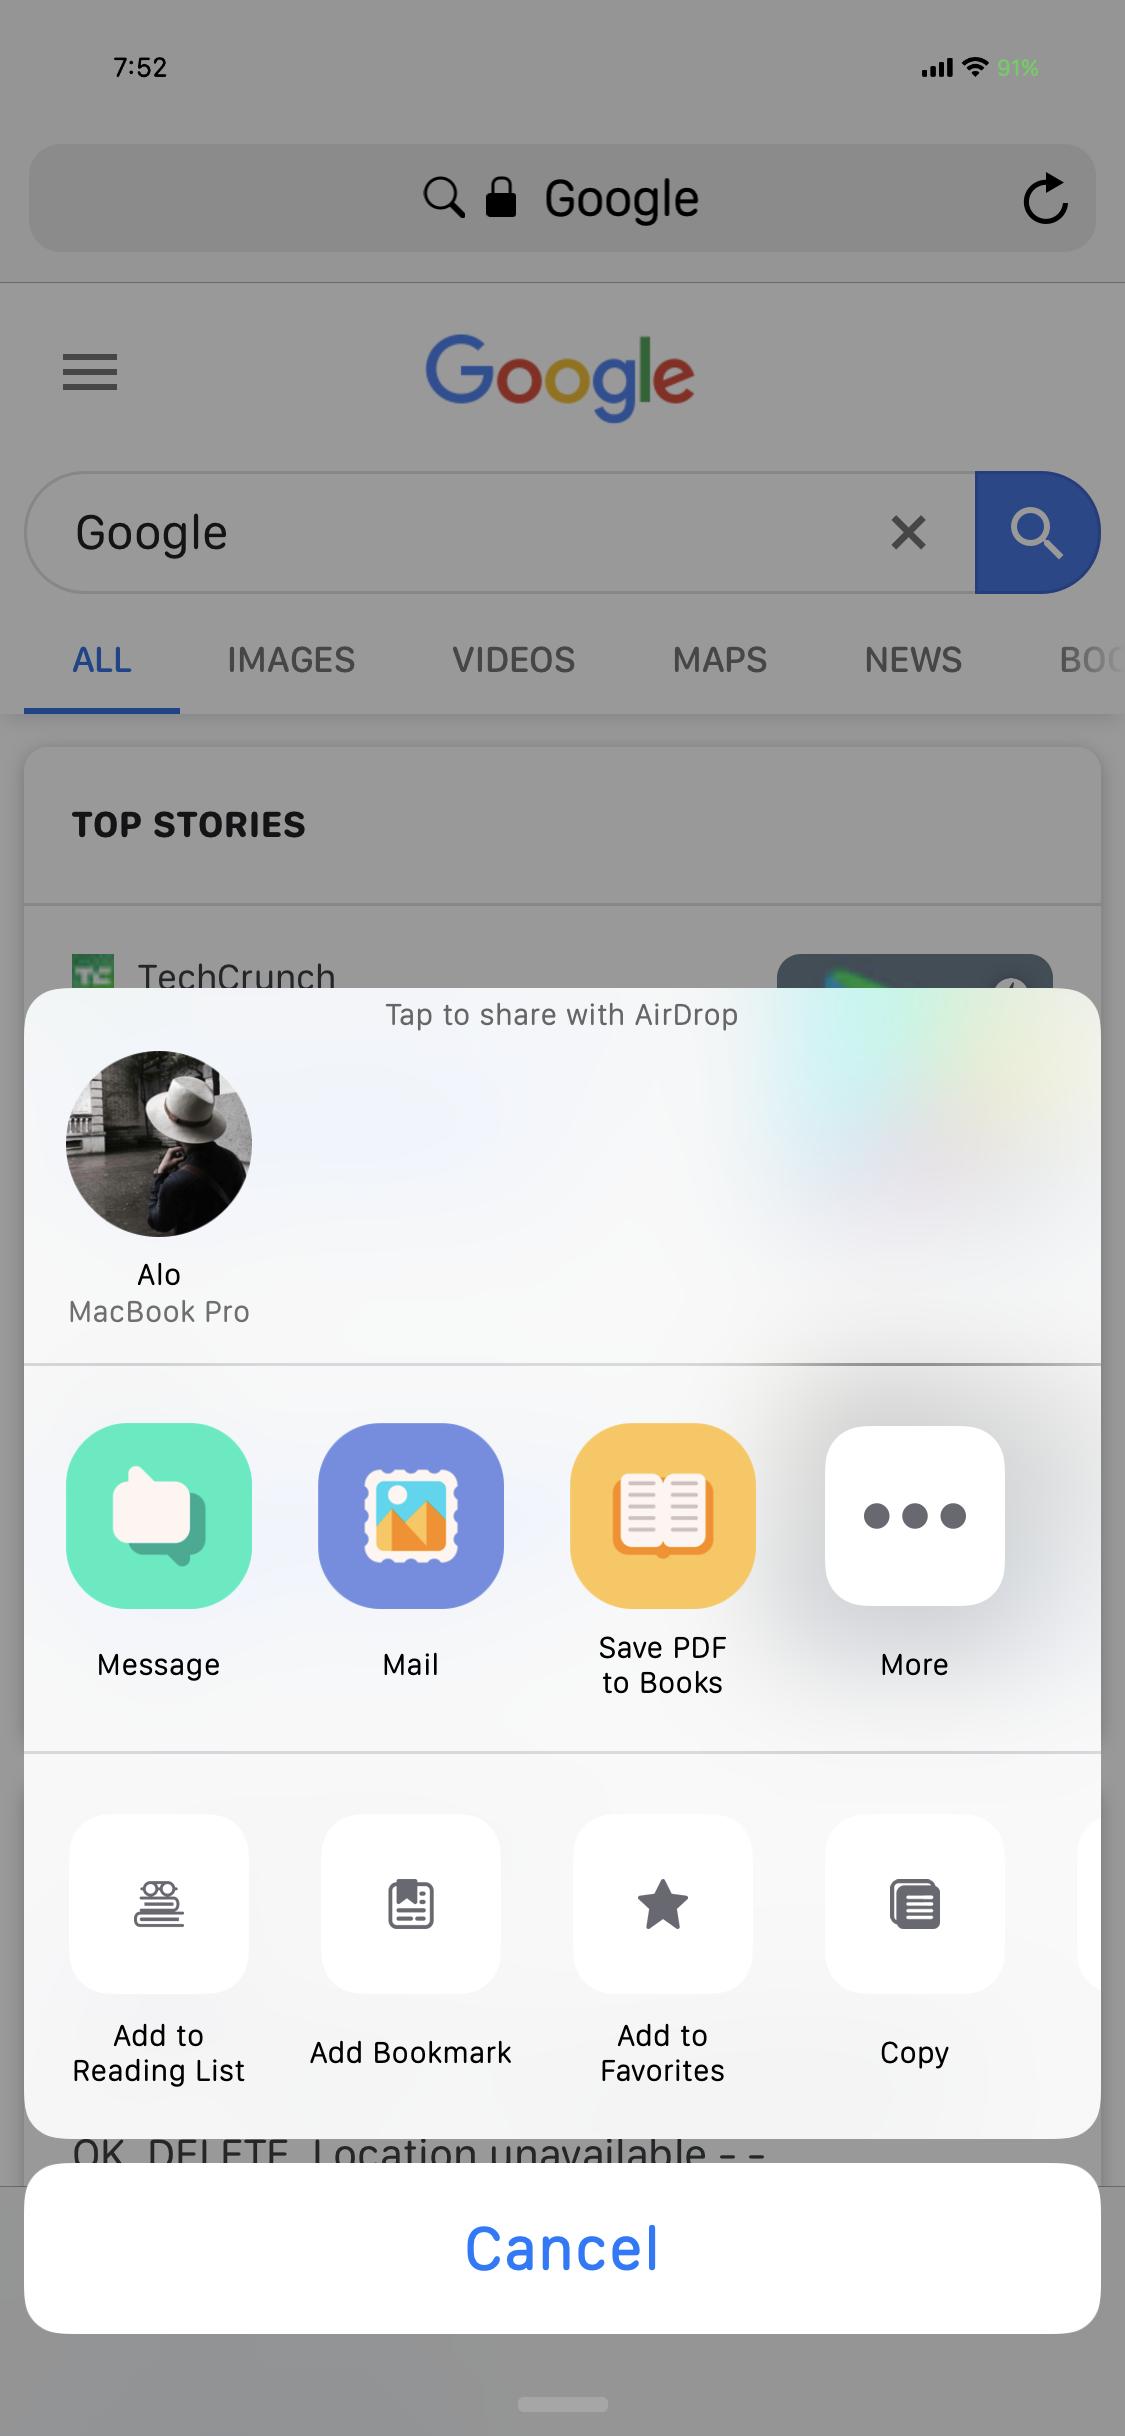 7:52
91%
Google
Google
Google
ALL IMAGES VIDEOS MAPS NEWS
TOP STORIES
TC TechCrunch
Tap to share with AirDrop
Alo
MacBook Pro
Message
Mail
Save PDF
to Books
More
Add to
Reading List
Add Bookmark
Add to
Favorites
Copy
OK DELETE Location unavailable - -
Cancel